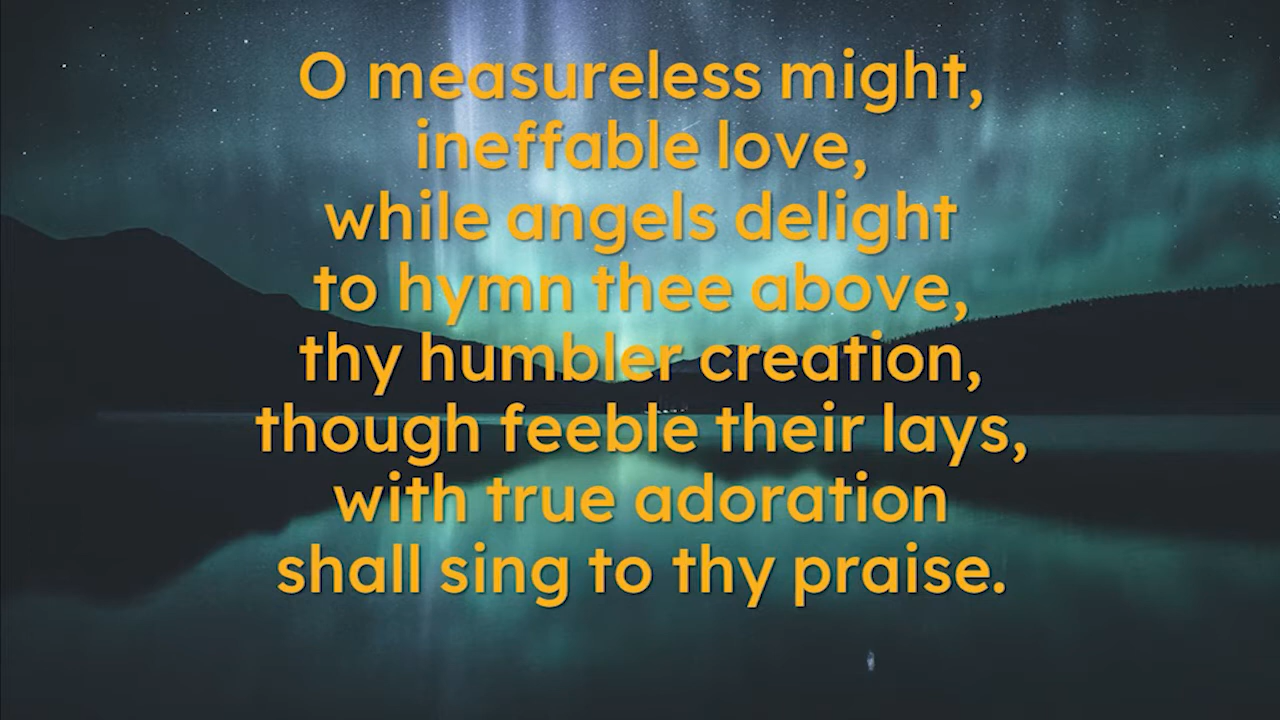 O measureless might,
ineffable love,
while angels delight
to hymn thee above,
thy humbler creation,
though feeble their lays,
with true adoration
shall sing to thy praise.